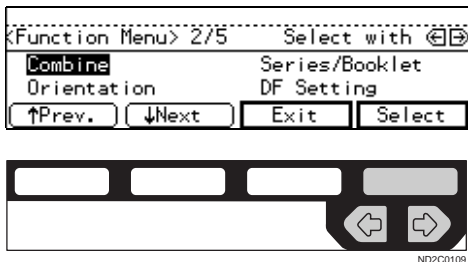 <Function Menu> 2/5 Select with ←→
Combine Series/Booklet
Orientation DF Setting
↑Prev. ↓Next Exit Select
ND2C0109